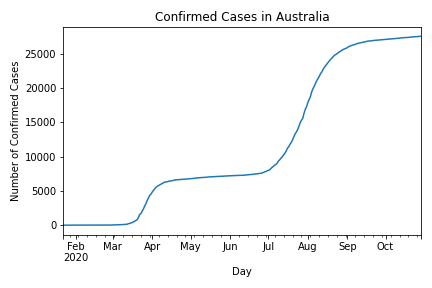 Confirmed Cases in Australia
Number of Confirmed Cases
25000
20000
15000
10000
5000
0
Feb Mar Apr May Jun Jul Aug Sep Oct
2020
Day